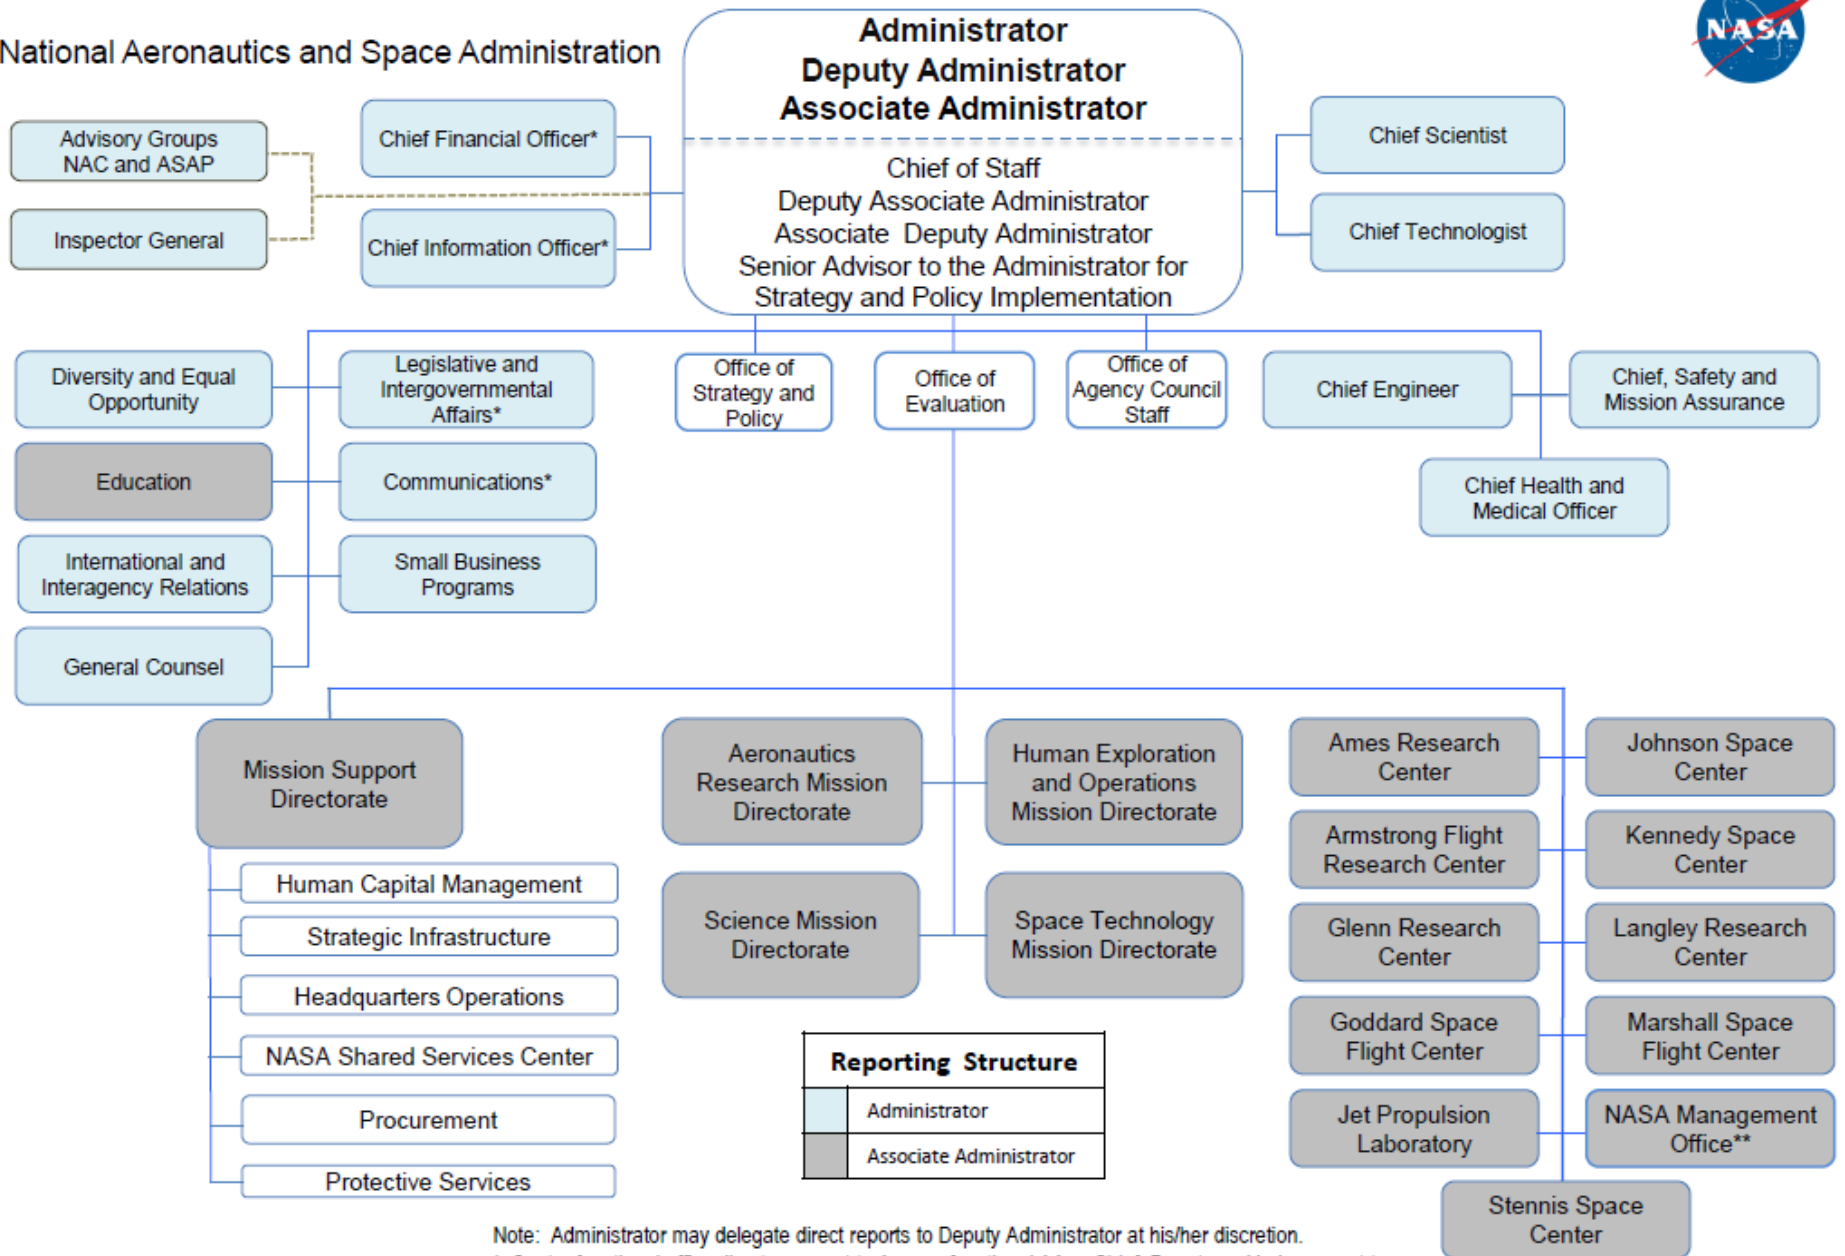 National Aeronautics and Space Administration
NASA
Administrator
Deputy Administrator
Associate Administrator
Chief of Staff
Deputy Associate Administrator
Associate Deputy Administrator
Senior Advisor to the Administrator for
Strategy and Policy Implementation
Advisory Groups
NAC and ASAP
Inspector General
Chief Financial Officer*
Chief Information Officer*
Chief Scientist
Chief Technologist
Diversity and Equal
Opportunity
Legislative and
Intergovernmental
Affairs*
Education
Communications*
International and
Interagency Relations
Small Business
Programs
General Counsel
Office of
Strategy and
Policy
Office of
Evaluation
Office of
Agency Council
Staff
Chief Engineer
Chief, Safety and
Mission Assurance
Chief Health and
Medical Officer
Mission Support
Directorate
Human Capital Management
Strategic Infrastructure
Headquarters Operations
NASA Shared Services Center
Procurement
Protective Services
Aeronautics
Research Mission
Directorate
Human Exploration
and Operations
Mission Directorate
Science Mission
Directorate
Space Technology
Mission Directorate
Ames Research
Center
Johnson Space
Center
Armstrong Flight
Research Center
Kennedy Space
Center
Glenn Research
Center
Langley Research
Center
Goddard Space
Flight Center
Marshall Space
Flight Center
Jet Propulsion
Laboratory
NASA Management
Office**
Stennis Space
Center
Reporting Structure
Administrator
Associate Administrator
Note: Administrator may delegate direct reports to Deputy Administrator at his/her discretion.